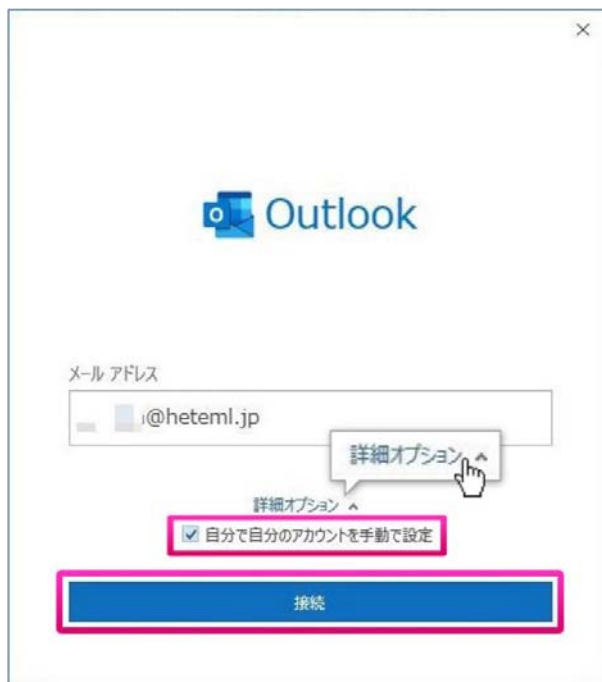 Outlook
メール アドレス
@heteml.jp
詳細オプション
詳細オプション
自分で自分のアカウントを手動で設定
接続